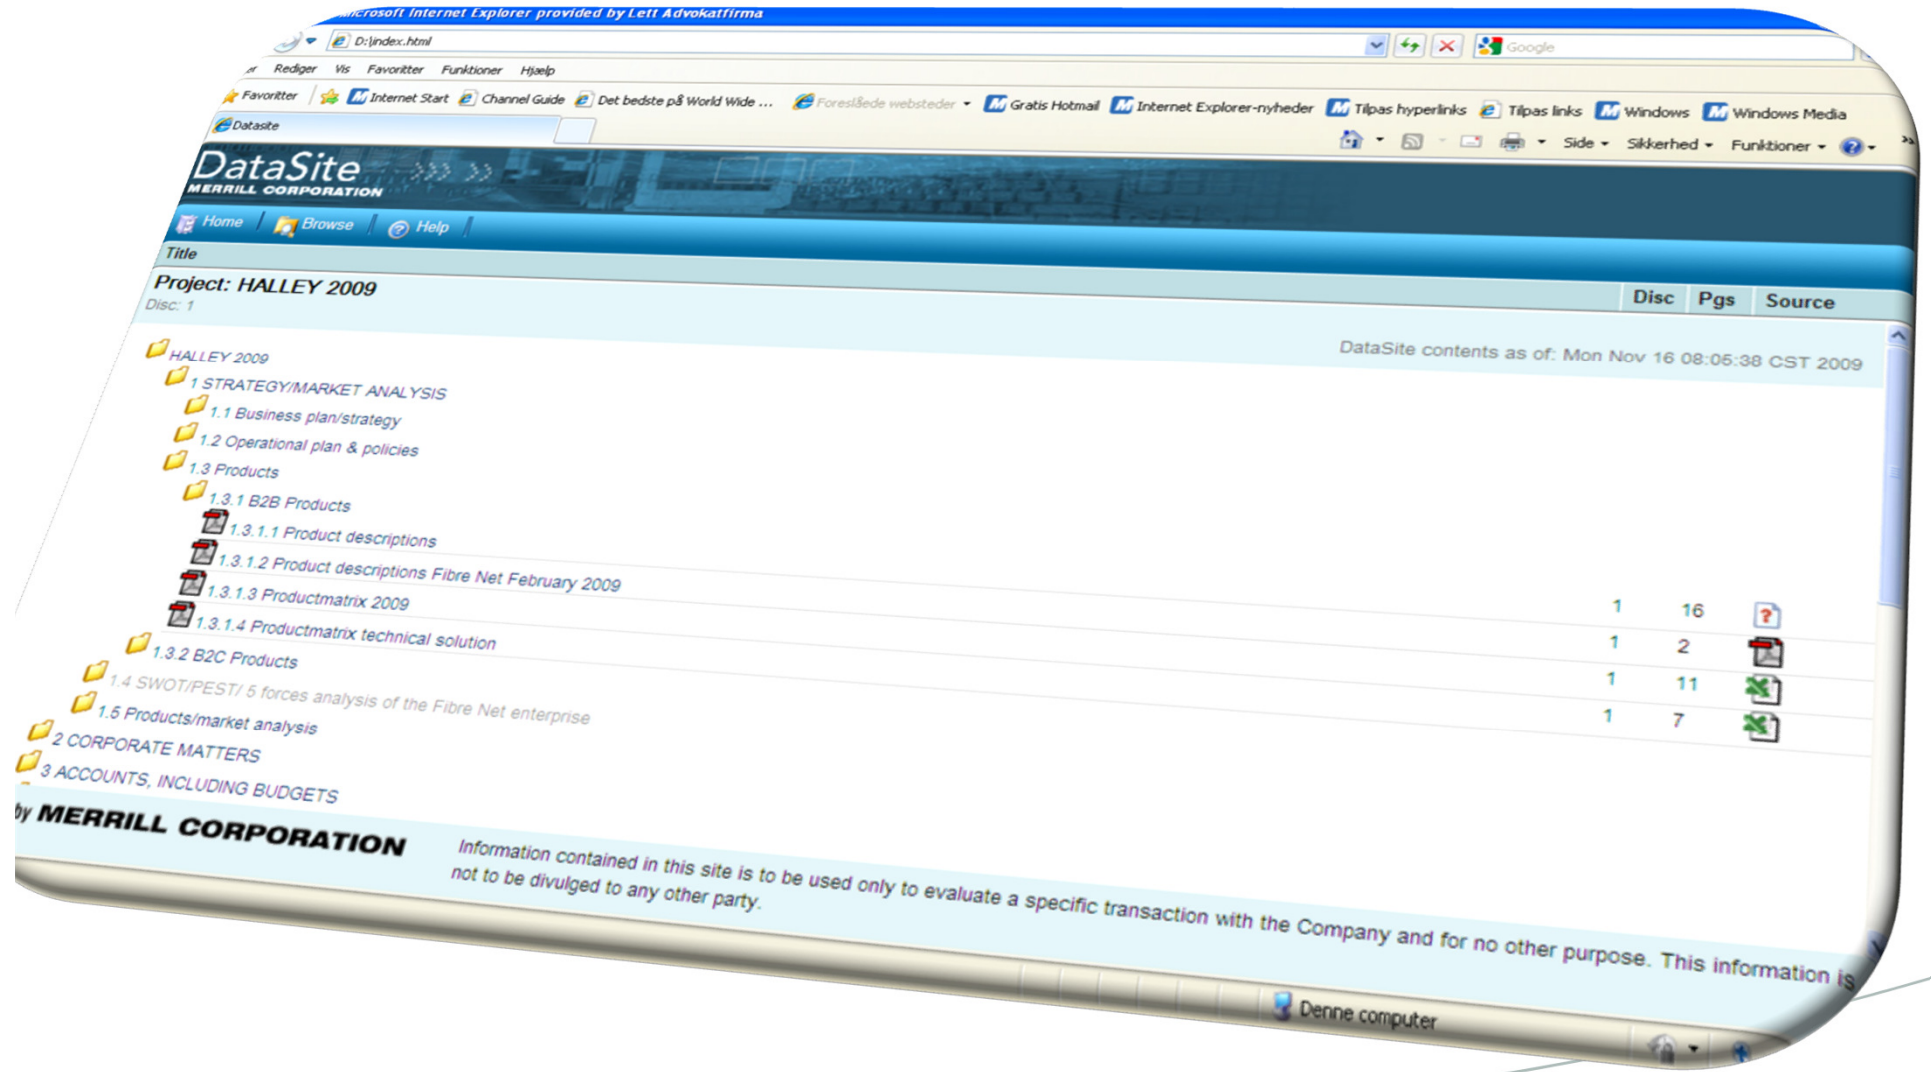 crosoft Internet Explorer provided by Lett Advokatfirma
D:\index.html
Google
er Rediger Vis Favoritter Funktioner Hjælp
Favoritter Internet Start Channel Guide Det bedste på World Wide ... Foreslåede websteder Gratis Hotmail Internet Explorer-nyheder Tilpas hyperlinks Tilpas links Windows Windows Media
Datasite
Side Sikkerhed Funktioner
DataSite
MERRILL CORPORATION
Home Browse Help
Title Disc Pgs Source
Project: HALLEY 2009
Disc: 1
DataSite contents as of: Mon Nov 16 08:05:38 CST 2009
HALLEY 2009
1 STRATEGY/MARKET ANALYSIS
1.1 Business plan/strategy
1.2 Operational plan & policies
1.3 Products
1.3.1 B2B Products
1.3.1.1 Product descriptions 1 16
1.3.1.2 Product descriptions Fibre Net February 2009 1 2
1.3.1.3 Productmatrix 2009 1 11
1.3.1.4 Productmatrix technical solution 1 7
1.3.2 B2C Products
1.4 SWOT/PEST/ 5 forces analysis of the Fibre Net enterprise
1.5 Products/market analysis
2 CORPORATE MATTERS
3 ACCOUNTS, INCLUDING BUDGETS
by MERRILL CORPORATION
Information contained in this site is to be used only to evaluate a specific transaction with the Company and for no other purpose. This information is
not to be divulged to any other party.
Denne computer